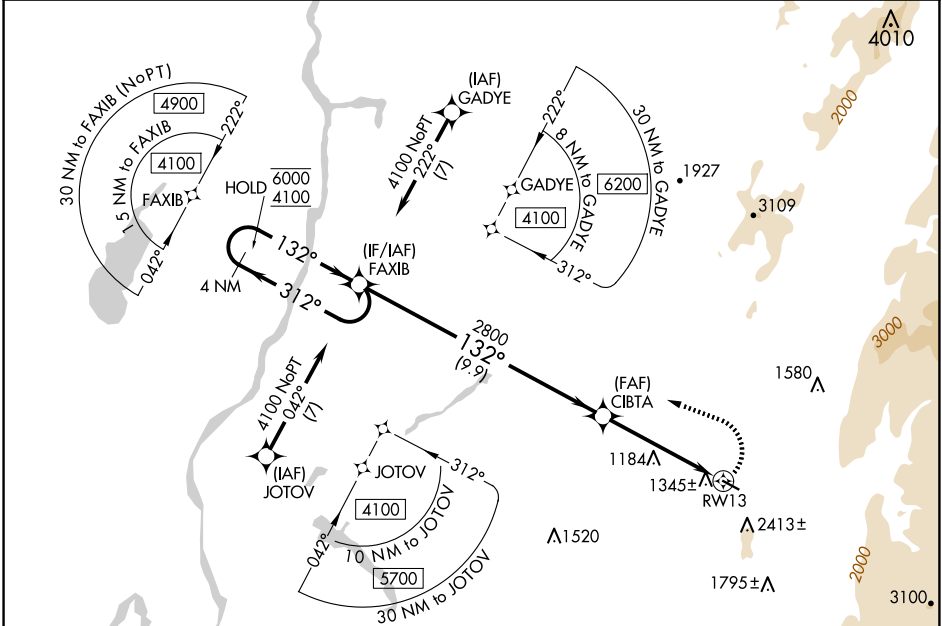 30 NM to FAXIB (NoPT)
4900
222°
15 NM to FAXIB
4100
FAXIB
042°
HOLD
6000
4100
132°
312°
4 NM
(IF/IAF)
FAXIB
(IAF)
GADYE
4100 NoPT
222°
(7)
222°
30 NM to GADYE
8 NM to GADYE
6200
GADYE
4100
312°
4010
2000
1927
3109
3000
2800
132°
(9.9)
1580
(FAF)
CIBTA
4100 NoPT
042°
(7)
(IAF)
JOTOV
312°
JOTOV
4100
042°
10 NM to JOTOV
5700
30 NM to JOTOV
1184
1345±
RW13
1520
2413±
1795±
2000
3100